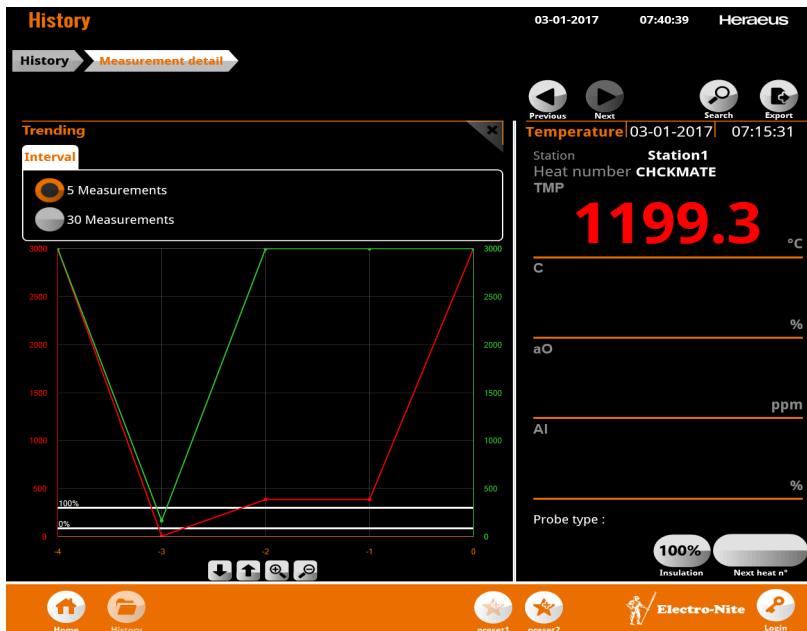 History
03-01-2017 07:40:39 Heraeus
History Measurement detail
Previous Next Search Export
Trending
Temperature 03-01-2017 07:15:31
Interval
Station Station1
Heat number CHCKMATE
TMP
5 Measurements
30 Measurements
1199.3 °C
3000 3000
C
2500 2500
%
2000 2000
aO
1500 1500
ppm
1000 1000
AI
500 500
%
100%
0%
0 0
Probe type :
-4 -3 -2 -1 0
100%
Insulation Next heat n°
Electro-Nite
Home History preset1 preset2 Login